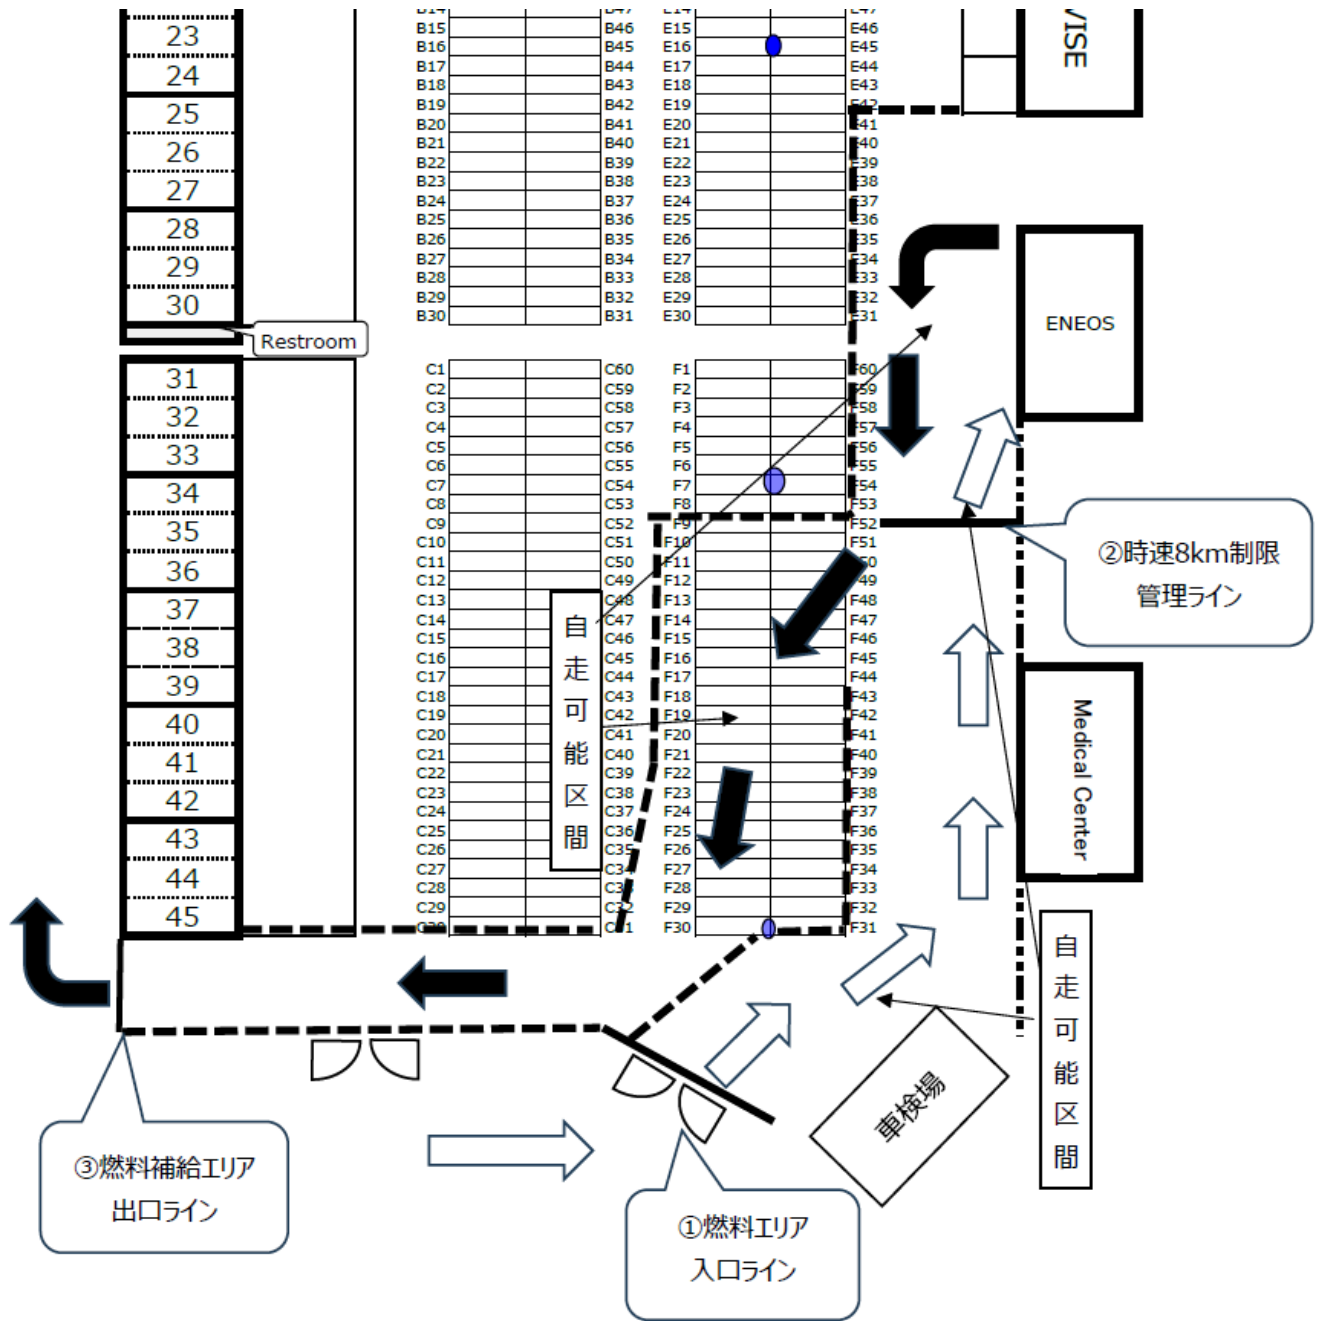 23
24
25
26
27
28
29
30
Restroom
31
32
33
34
35
36
37
38
39
40
41
42
43
44
45
B14
B15
B16
B17
B18
B19
B20
B21
B22
B23
B24
B25
B26
B27
B28
B29
B30
B47
B46
B45
B44
B43
B42
B41
B40
B39
B38
B37
B36
B35
B34
B33
B32
B31
E14
E15
E16
E17
E18
E19
E20
E21
E22
E23
E24
E25
E26
E27
E28
E29
E30
E47
E46
E45
E44
E43
E42
E41
E40
E39
E38
E37
E36
E35
E34
E33
E32
E31
C1
C2
C3
C4
C5
C6
C7
C8
C9
C10
C11
C12
C13
C14
C15
C16
C17
C18
C19
C20
C21
C22
C23
C24
C25
C26
C27
C28
C29
C60
C59
C58
C57
C56
C55
C54
C53
C52
C51
C50
C49
C48
C47
C46
C45
C44
C43
C42
C41
C40
C39
C38
C37
C36
C35
C34
C32
C31
F1
F2
F3
F4
F5
F6
F7
F8
F9
F10
F11
F12
F13
F14
F15
F16
F17
F18
F19
F20
F21
F22
F23
F24
F25
F26
F27
F28
F29
F30
F60
F59
F58
F57
F56
F55
F54
F53
F52
F51
F50
F49
F48
F47
F46
F45
F44
F43
F42
F41
F40
F39
F38
F37
F36
F35
F34
F33
F32
F31
VISE
ENEOS
②時速8km制限
管理ライン
Medical Center
自走可能区間
自走可能区間
車検場
③燃料補給エリア
出口ライン
①燃料エリア
入口ライン